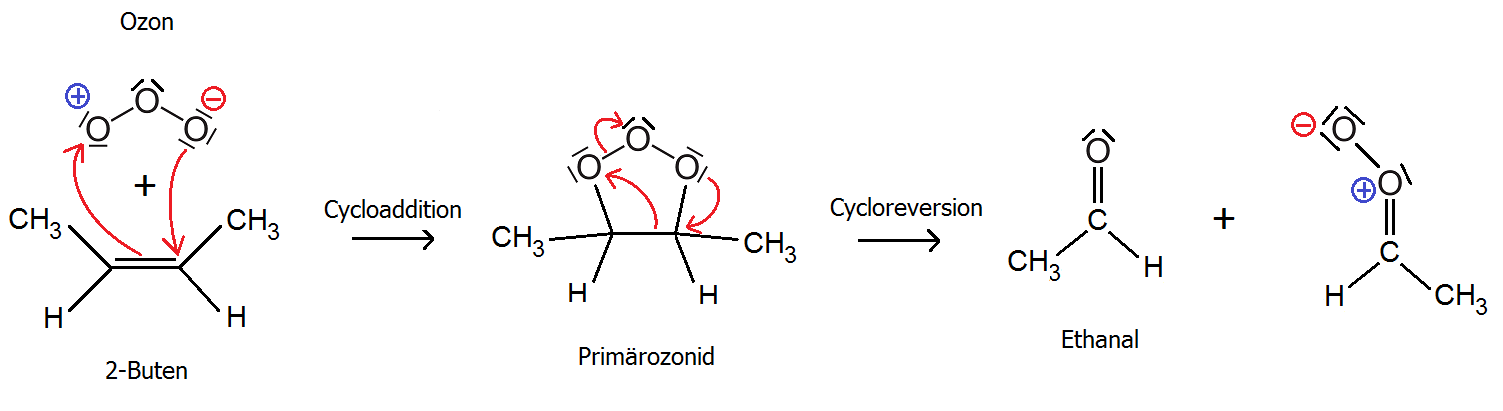 Ozon
⊕ O O O ⊖
+
CH₃ CH₃
H H
2-Buten
Cycloaddition
O O O
CH₃ CH₃
H H
Primärozonid
Cycloreversion
O
C
CH₃ H
Ethanal
+
⊖ O
⊕ O
C
H CH₃